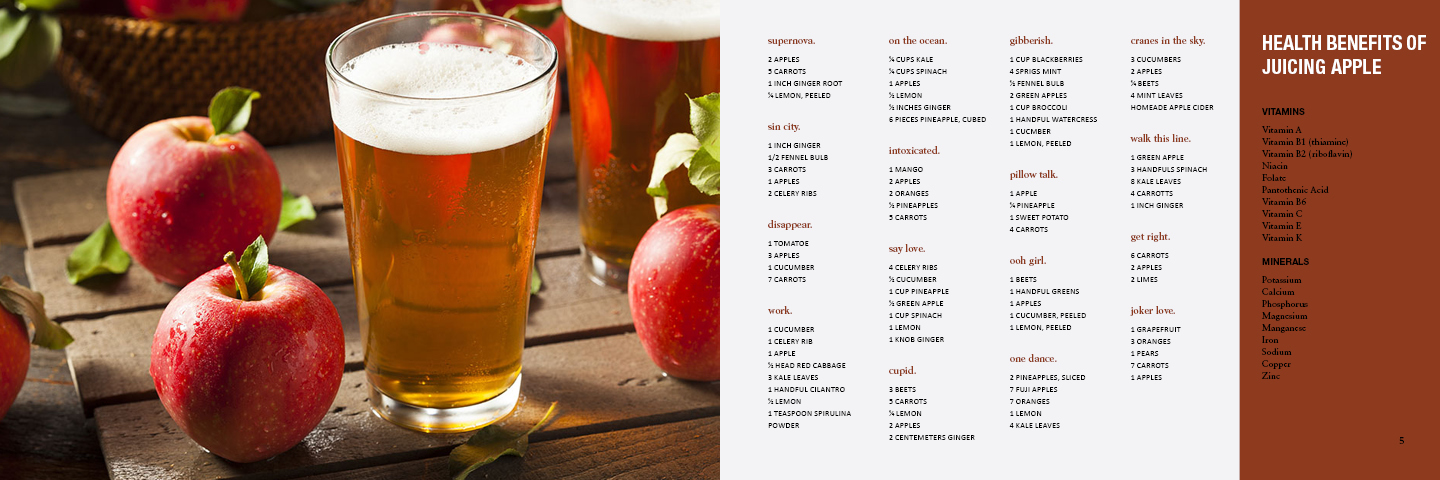 supernova.
2 APPLES
5 CARROTS
1 INCH GINGER ROOT
¼ LEMON, PEELED
sin city.
1 INCH GINGER
1/2 FENNEL BULB
3 CARROTS
1 APPLES
2 CELERY RIBS
disappear.
1 TOMATOE
3 APPLES
1 CUCUMBER
7 CARROTS
work.
1 CUCUMBER
1 CELERY RIB
1 APPLE
½ HEAD RED CABBAGE
3 KALE LEAVES
1 HANDFUL CILANTRO
½ LEMON
1 TEASPOON SPIRULINA
POWDER
on the ocean.
¾ CUPS KALE
¾ CUPS SPINACH
1 APPLES
½ LEMON
½ INCHES GINGER
6 PIECES PINEAPPLE, CUBED
intoxicated.
1 MANGO
2 APPLES
2 ORANGES
½ PINEAPPLES
5 CARROTS
say love.
4 CELERY RIBS
½ CUCUMBER
1 CUP PINEAPPLE
½ GREEN APPLE
1 CUP SPINACH
1 LEMON
1 KNOB GINGER
cupid.
3 BEETS
5 CARROTS
¼ LEMON
2 APPLES
2 CENTEMETERS GINGER
gibberish.
1 CUP BLACKBERRIES
4 SPRIGS MINT
½ FENNEL BULB
2 GREEN APPLES
1 CUP BROCCOLI
1 HANDFUL WATERCRESS
1 CUCMBER
1 LEMON, PEELED
pillow talk.
1 APPLE
¼ PINEAPPLE
1 SWEET POTATO
4 CARROTS
ooh girl.
1 BEETS
1 HANDFUL GREENS
1 APPLES
1 CUCUMBER, PEELED
1 LEMON, PEELED
one dance.
2 PINEAPPLES, SLICED
7 FUJI APPLES
7 ORANGES
1 LEMON
4 KALE LEAVES
cranes in the sky.
3 CUCUMBERS
2 APPLES
¼ BEETS
4 MINT LEAVES
HOMEADE APPLE CIDER
walk this line.
1 GREEN APPLE
3 HANDFULS SPINACH
8 KALE LEAVES
4 CARROTTS
1 INCH GINGER
get right.
6 CARROTS
2 APPLES
2 LIMES
joker love.
1 GRAPEFRUIT
3 ORANGES
1 PEARS
7 CARROTS
1 APPLES
HEALTH BENEFITS OF
JUICING APPLE
VITAMINS
Vitamin A
Vitamin B1 (thiamine)
Vitamin B2 (riboflavin)
Niacin
Folate
Pantothenic Acid
Vitamin B6
Vitamin C
Vitamin E
Vitamin K
MINERALS
Potassium
Calcium
Phosphorus
Magnesium
Manganese
Iron
Sodium
Copper
Zinc
5